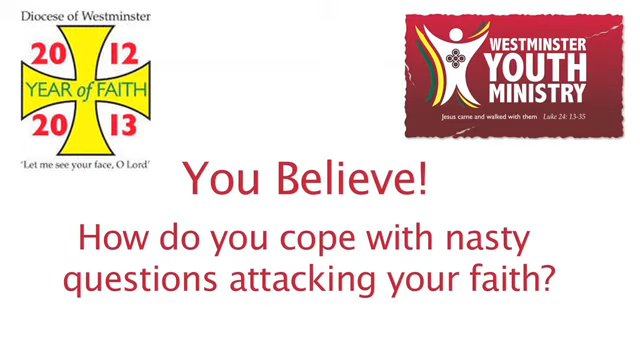 Diocese of Westminster
20 12
YEAR of FAITH
20 13
'Let me see your face, O Lord'
WESTMINSTER
YOUTH
MINISTRY
Jesus came and walked with them Luke 24: 13-35
You Believe!
How do you cope with nasty
questions attacking your faith?